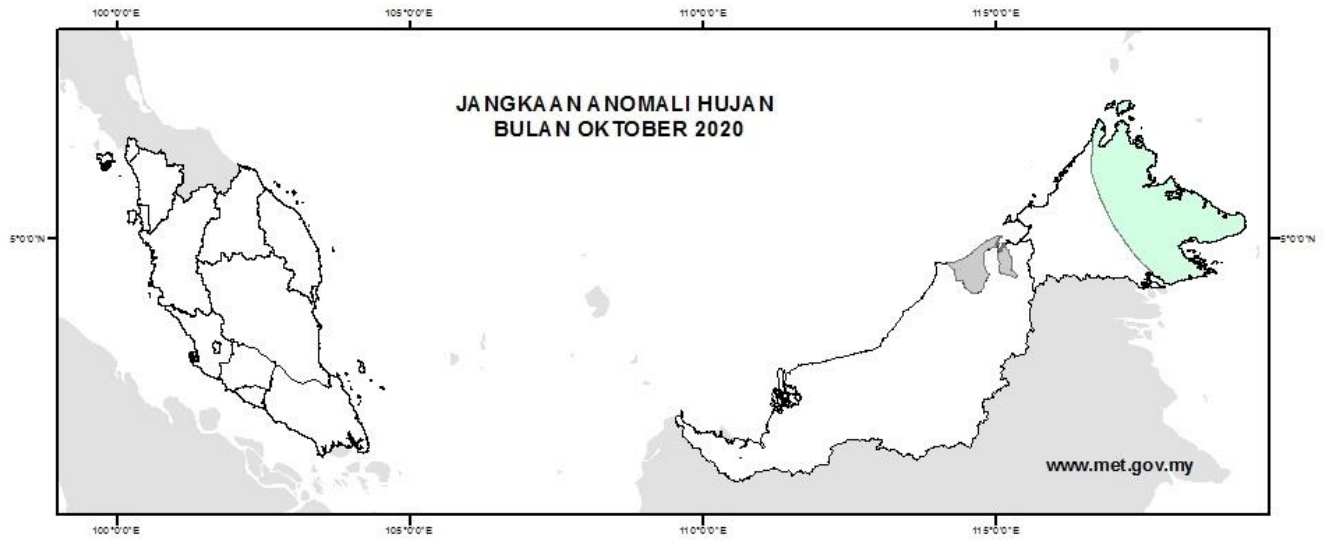 100°0'0"E 105°0'0"E 110°0'0"E 115°0'0"E
JANGKAAN ANOMALI HUJAN
BULAN OKTOBER 2020
5°0'0"N 5°0'0"N
www.met.gov.my
100°0'0"E 105°0'0"E 110°0'0"E 115°0'0"E